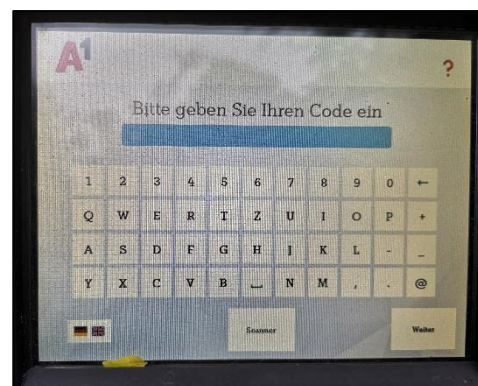 A1
?
Bitte geben Sie Ihren Code ein
1 2 3 4 5 6 7 8 9 0 ←
Q W E R T Z U I O P +
A S D F G H J K L - _
Y X C V B N M , . @
Scanner
Weiter